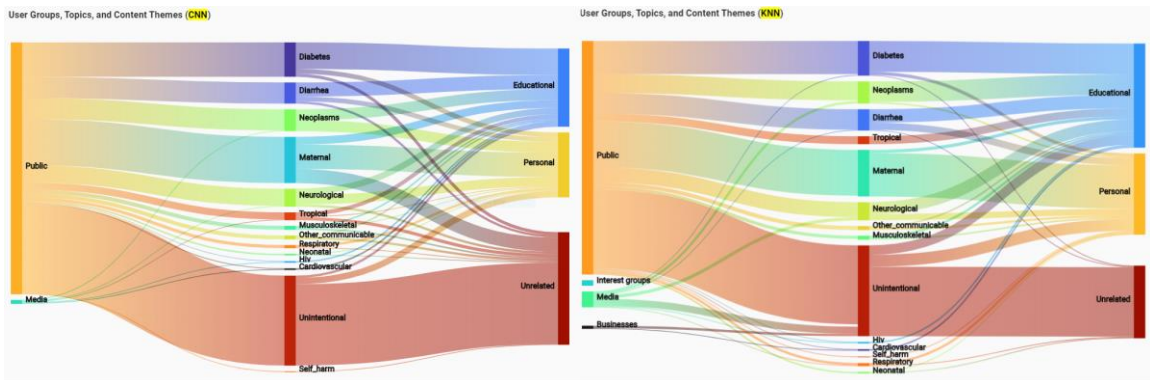 User Groups, Topics, and Content Themes (CNN)
Diabetes
Educational
Diarrhea
Neoplasms
Maternal
Personal
Public
Neurological
Tropical
Musculoskeletal
Other_communicable
Respiratory
Neonatal
Hiv
Cardiovascular
Unrelated
Media
Unintentional
Self_harm
User Groups, Topics, and Content Themes (KNN)
Diabetes
Neoplasms
Educational
Diarrhea
Tropical
Public
Maternal
Personal
Neurological
Other_communicable
Musculoskeletal
Interest groups
Unintentional
Media
Unrelated
Businesses
Hiv
Cardiovascular
Self_harm
Respiratory
Neonatal